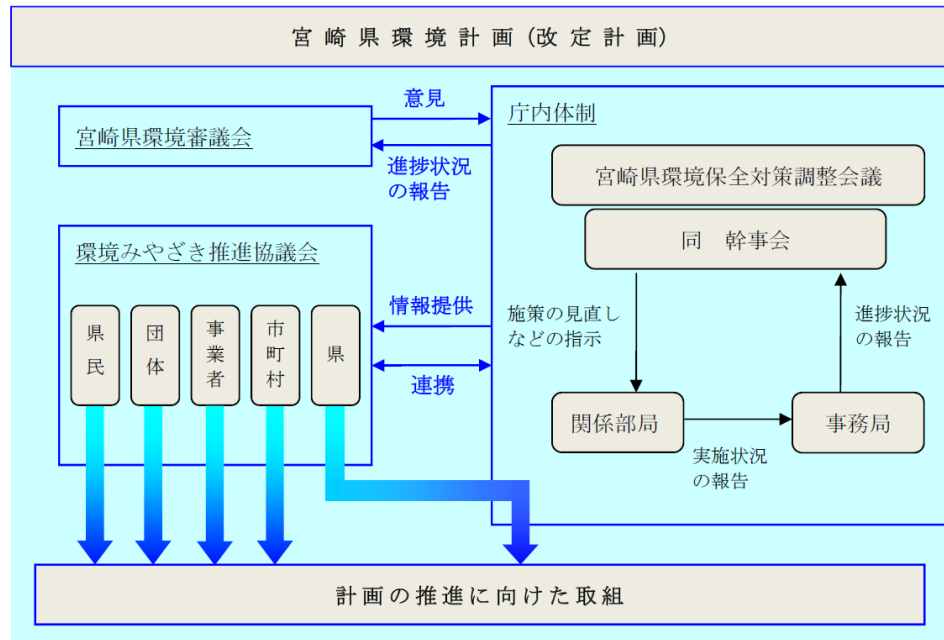 宮崎県環境計画(改定計画)
意見
宮崎県環境審議会
進捗状況
の報告
庁内体制
宮崎県環境保全対策調整会議
同 幹事会
施策の見直し
などの指示
進捗状況
の報告
関係部局
事務局
実施状況
の報告
環境みやざき推進協議会
県民
団体
事業者
市町村
県
情報提供
連携
計画の推進に向けた取組